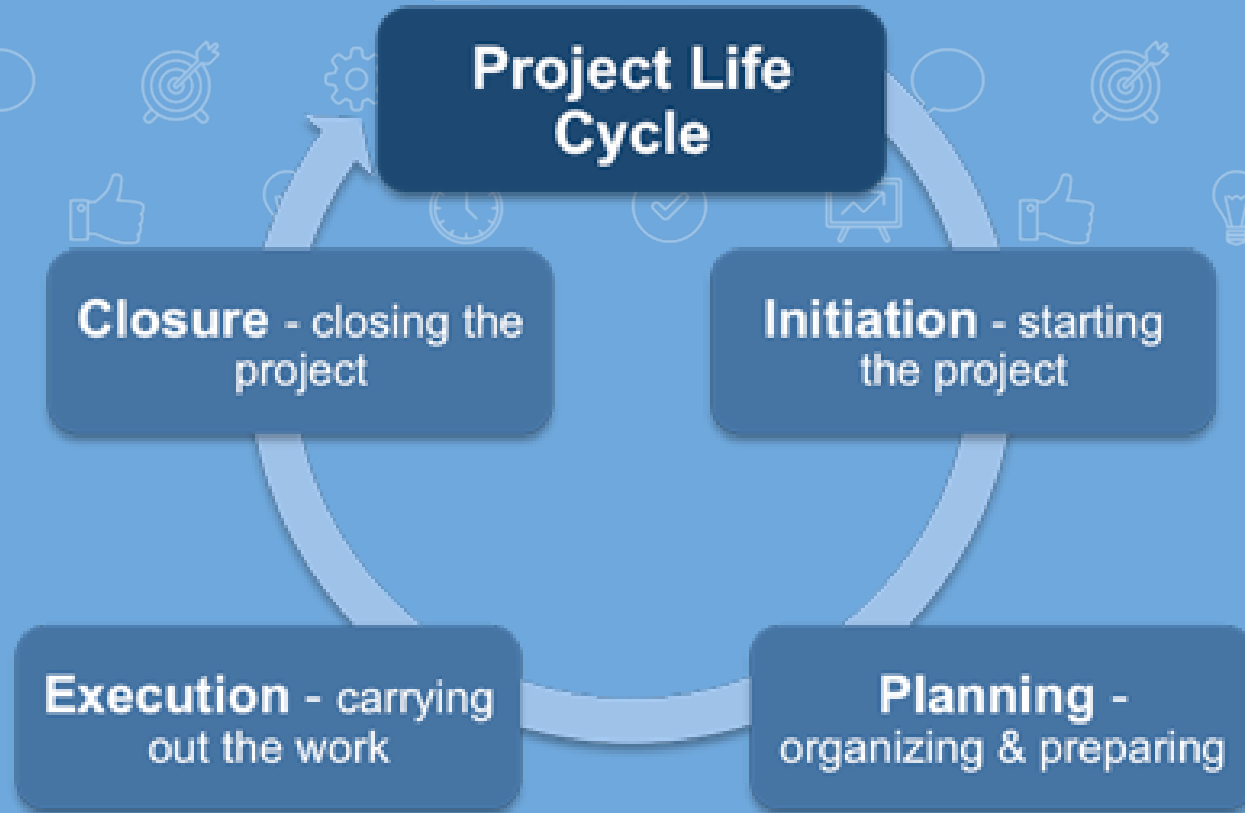 Project Life
Cycle
Initiation - starting
the project
Planning -
organizing & preparing
Execution - carrying
out the work
Closure - closing the
project